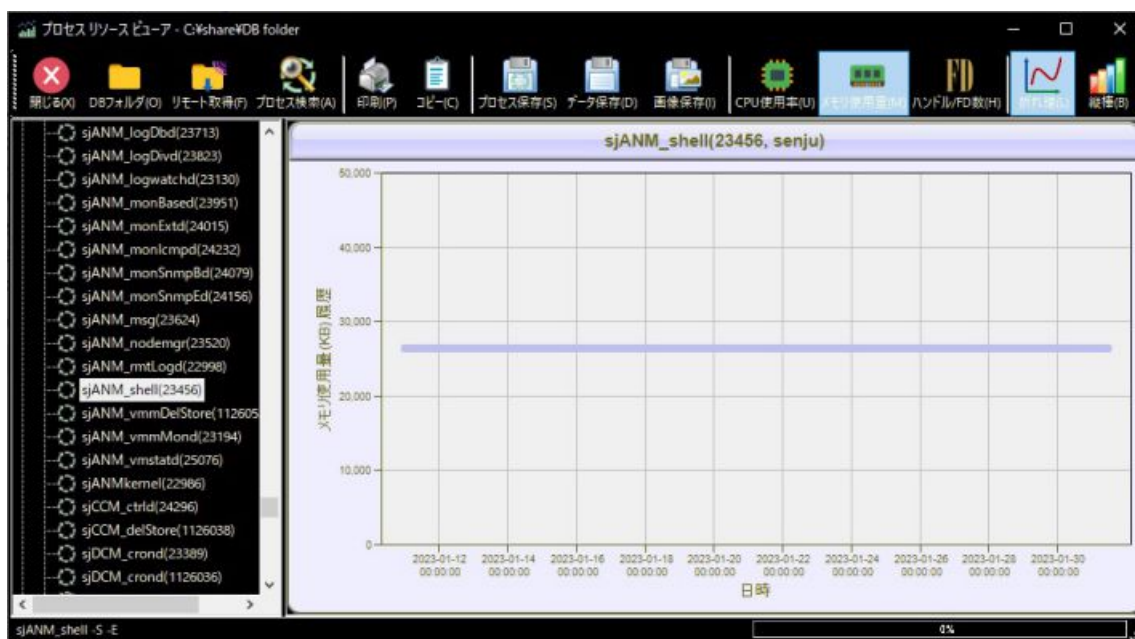 プロセス リソース ビューア - C:¥share¥DB folder
閉じる(X) DBフォルダ(O) リモート取得(F) プロセス検索(A) 印刷(P) コピー(C) プロセス保存(S) データ保存(D) 画像保存(I) CPU使用率(U) メモリ使用量(M) FD ハンドル/FD数(H) 折れ線(L) 縦棒(B)
sjANM_logDbd(23713)
sjANM_logDivd(23823)
sjANM_logwatchd(23130)
sjANM_monBased(23951)
sjANM_monExtd(24015)
sjANM_monIcmpd(24232)
sjANM_monSnmpBd(24079)
sjANM_monSnmpEd(24156)
sjANM_msg(23624)
sjANM_nodemgr(23520)
sjANM_rmtLogd(22998)
sjANM_shell(23456)
sjANM_vmmDelStore(112605
sjANM_vmmMond(23194)
sjANM_vmstatd(25076)
sjANMkernel(22986)
sjCCM_ctrld(24296)
sjCCM_delStore(1126038)
sjDCM_crond(23389)
sjDCM_crond(1126036)
sjANM_shell(23456, senju)
メモリ使用量(KB)履歴
50,000
40,000
30,000
20,000
10,000
0
2023-01-12 2023-01-14 2023-01-16 2023-01-18 2023-01-20 2023-01-22 2023-01-24 2023-01-26 2023-01-28 2023-01-30
00:00:00 00:00:00 00:00:00 00:00:00 00:00:00 00:00:00 00:00:00 00:00:00 00:00:00 00:00:00
日時
sjANM_shell -S -E
0%